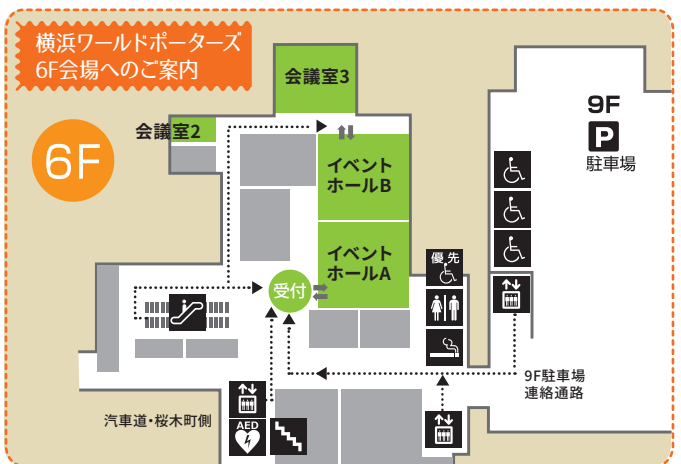 横浜ワールドポーターズ
6F会場へのご案内
6F
会議室3
会議室2
イベント
ホールB
イベント
ホールA
受付
優先
9F
P
駐車場
9F駐車場
連絡通路
汽車道・桜木町側
AED